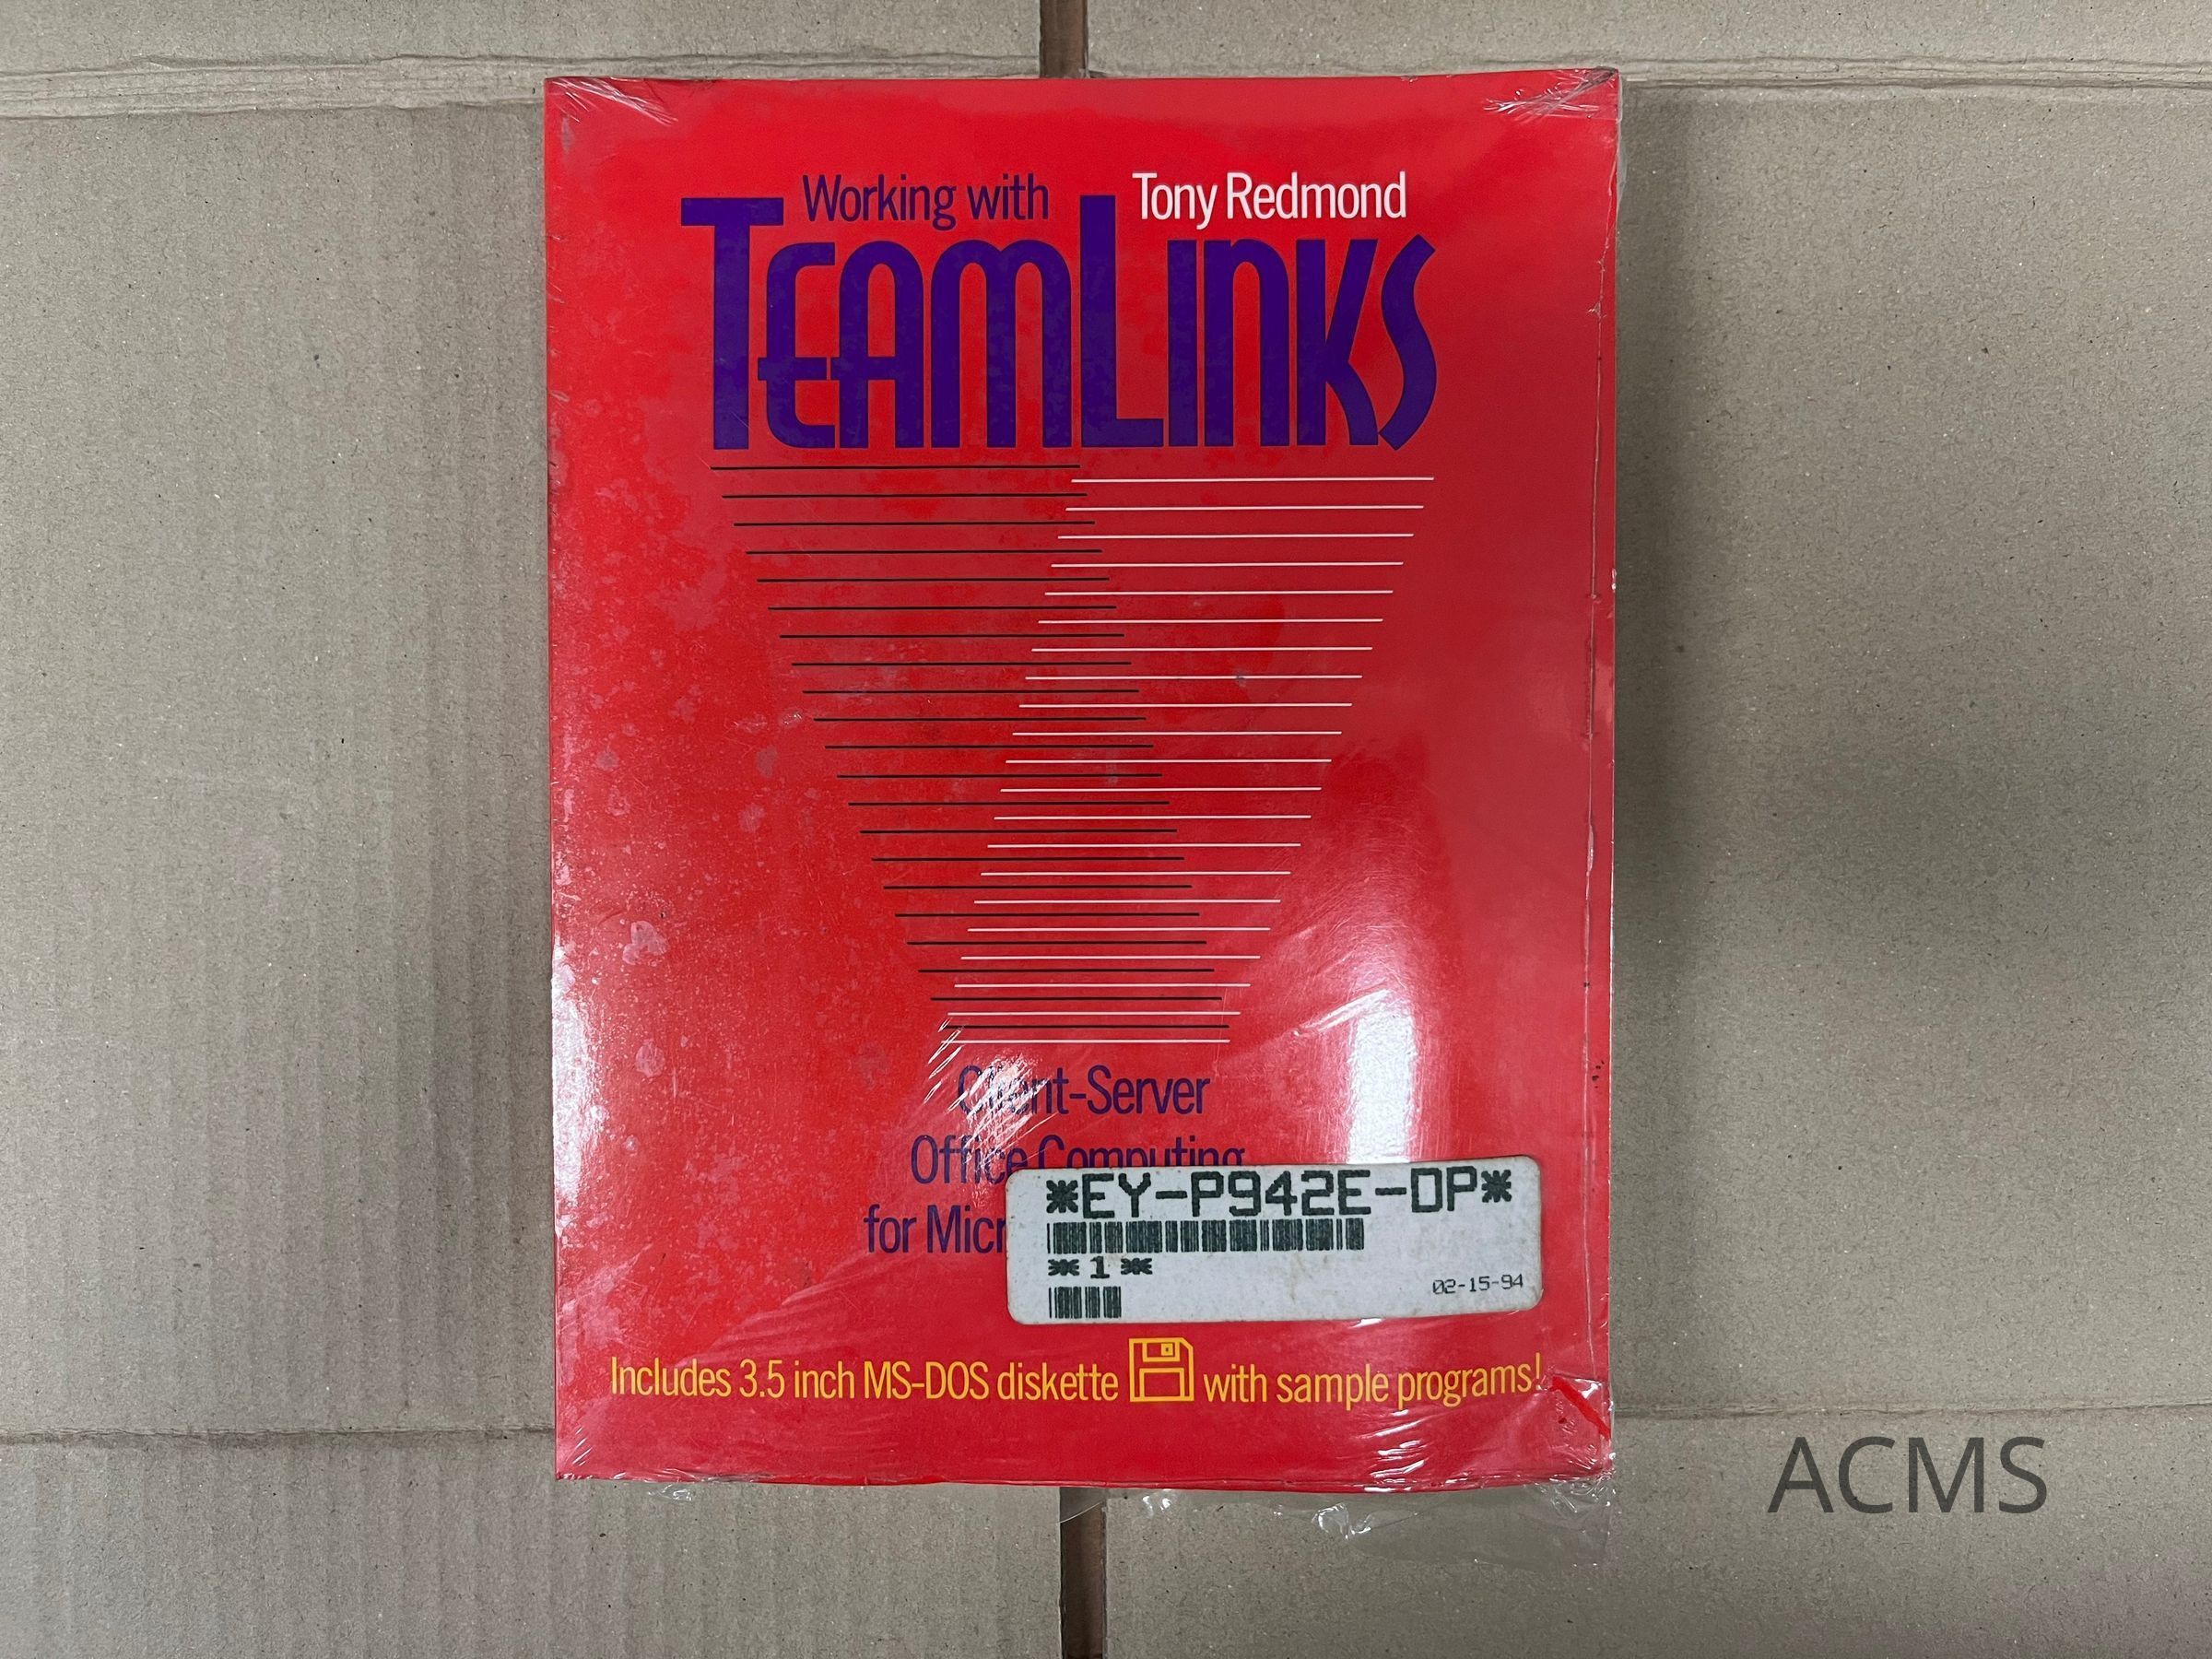 Working with
Tony Redmond
TEAMLINKS
Client-Server
Office Computing
for Micr
*EY-P942E-DP*
*1*
02-15-94
Includes 3.5 inch MS-DOS diskette with sample programs!
ACMS